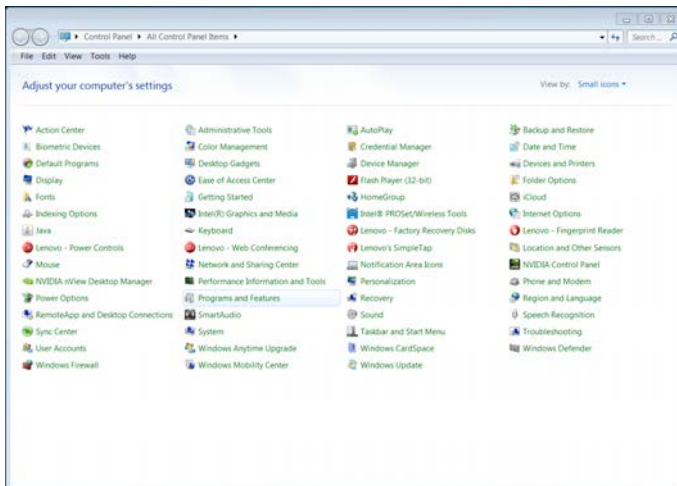 Control Panel ▸ All Control Panel Items ▸
Search ...
File Edit View Tools Help
Adjust your computer's settings
View by: Small icons
Action Center
Administrative Tools
AutoPlay
Backup and Restore
Biometric Devices
Color Management
Credential Manager
Date and Time
Default Programs
Desktop Gadgets
Device Manager
Devices and Printers
Display
Ease of Access Center
Flash Player (32-bit)
Folder Options
Fonts
Getting Started
HomeGroup
iCloud
Indexing Options
Intel(R) Graphics and Media
Intel® PROSet/Wireless Tools
Internet Options
Java
Keyboard
Lenovo - Factory Recovery Disks
Lenovo - Fingerprint Reader
Lenovo - Power Controls
Lenovo - Web Conferencing
Lenovo's SimpleTap
Location and Other Sensors
Mouse
Network and Sharing Center
Notification Area Icons
NVIDIA Control Panel
NVIDIA nView Desktop Manager
Performance Information and Tools
Personalization
Phone and Modem
Power Options
Programs and Features
Recovery
Region and Language
RemoteApp and Desktop Connections
SmartAudio
Sound
Speech Recognition
Sync Center
System
Taskbar and Start Menu
Troubleshooting
User Accounts
Windows Anytime Upgrade
Windows CardSpace
Windows Defender
Windows Firewall
Windows Mobility Center
Windows Update